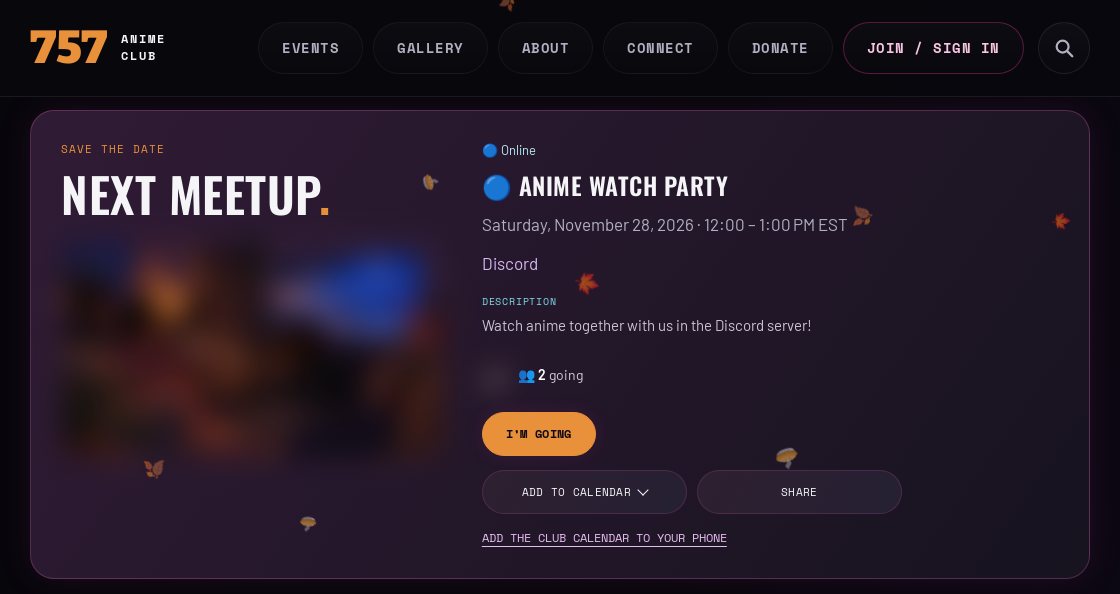 757
ANIME
CLUB
EVENTS
GALLERY
ABOUT
CONNECT
DONATE
JOIN / SIGN IN
SAVE THE DATE
NEXT MEETUP.
🔵 Online
🔵 ANIME WATCH PARTY
Saturday, November 28, 2026 · 12:00 – 1:00 PM EST
Discord
DESCRIPTION
Watch anime together with us in the Discord server!
👥 2 going
I'M GOING
ADD TO CALENDAR
SHARE
ADD THE CLUB CALENDAR TO YOUR PHONE